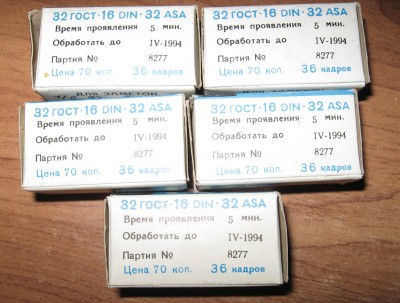 32 ГОСТ·16 DIN·32 ASA
Время проявления 5 мин.
Обработать до IV-1994
Партия № 8277
Цена 70 коп. 36 кадров
32 ГОСТ·16 DIN·32 ASA
Время проявления 5 мин.
Обработать до IV-1994
Партия № 8277
Цена 70 коп. 36 кадров
ДЛЯ ЗАМЕТОК
32 ГОСТ·16 DIN·32 ASA
Время проявления 5 мин.
Обработать до IV-1994
Партия № 8277
Цена 70 коп. 36 кадров
32 ГОСТ·16 DIN·32 ASA
Время проявления 5 мин.
Обработать до IV-1994
Партия № 8277
Цена 70 коп. 36 кадров
32 ГОСТ·16 DIN·32 ASA
Время проявления 5 мин.
Обработать до IV-1994
Партия № 8277
Цена 70 коп. 36 кадров